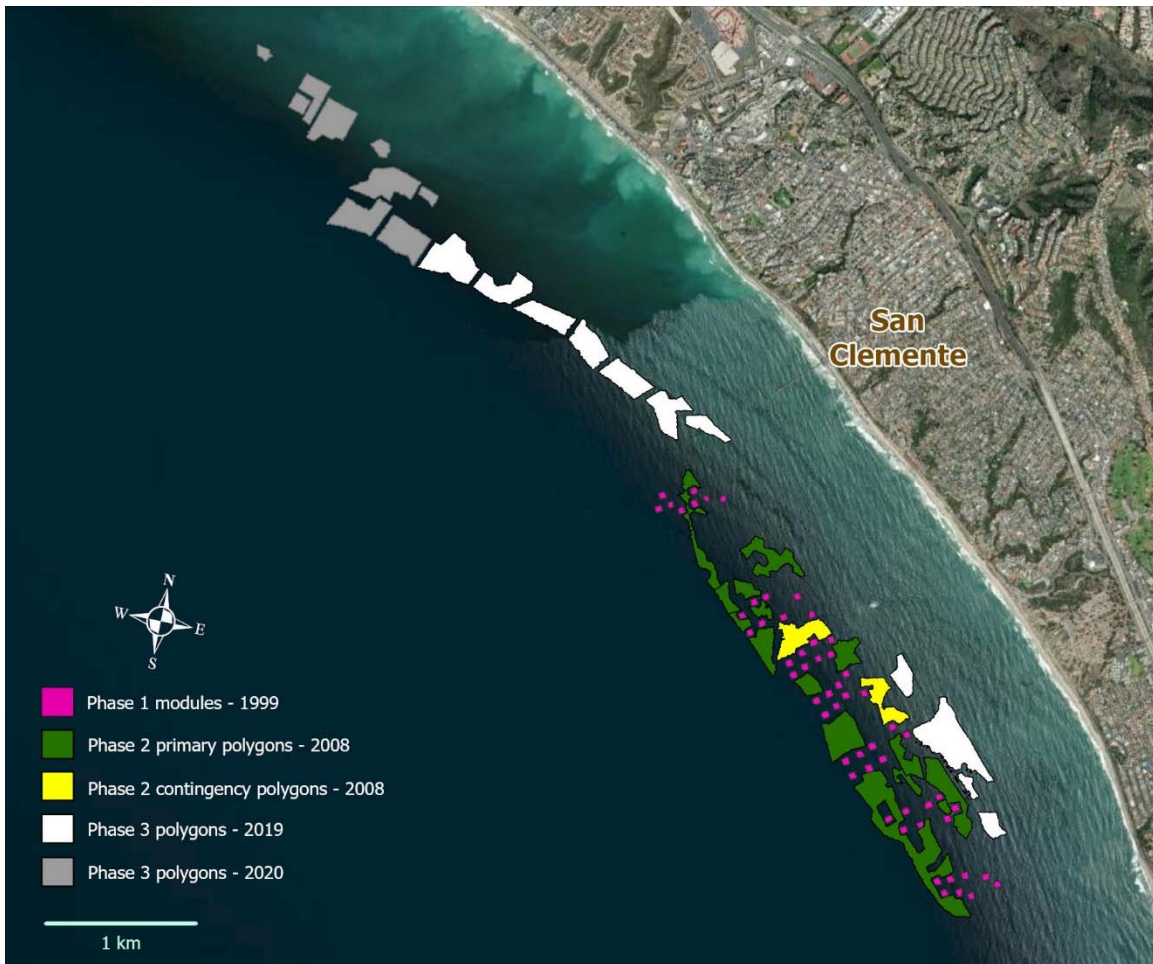 San
Clemente
N
W
E
S
Phase 1 modules - 1999
Phase 2 primary polygons - 2008
Phase 2 contingency polygons - 2008
Phase 3 polygons - 2019
Phase 3 polygons - 2020
1 km